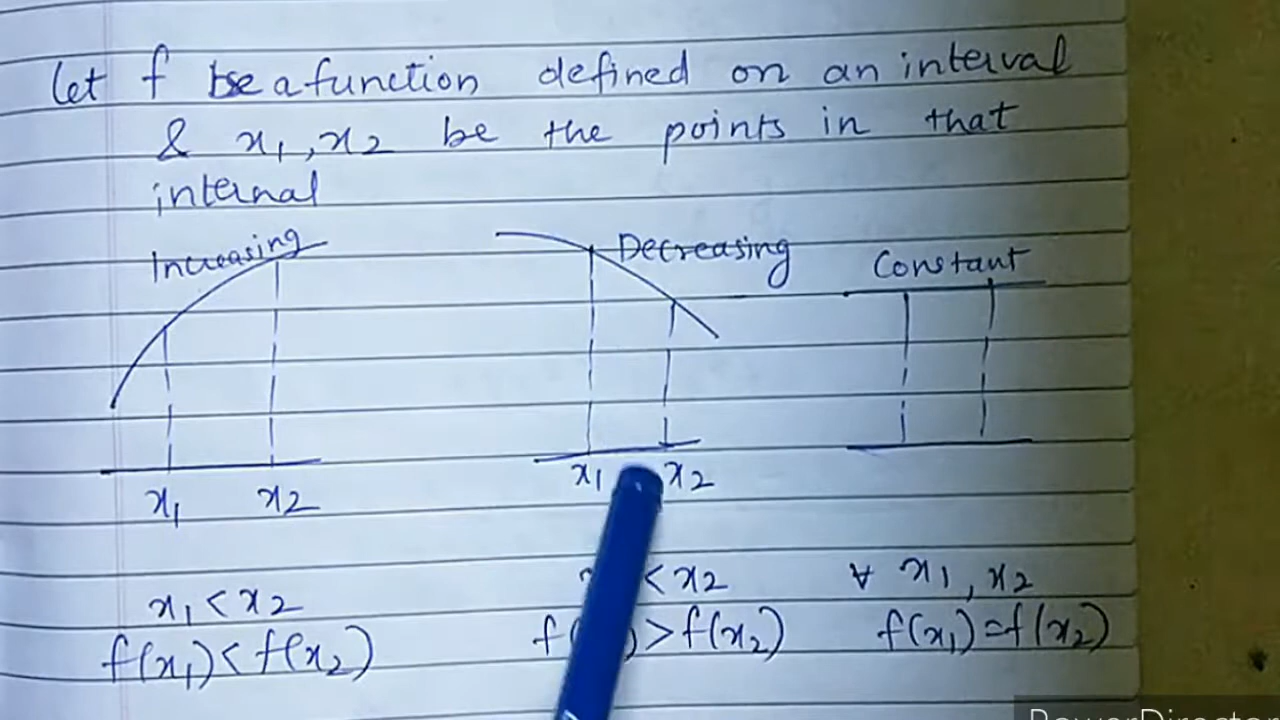 Let f be a function defined on an interval
& x₁, x₂ be the points in that
internal
Increasing Decreasing Constant
x₁ x₂ x₁ x₂
x₁ < x₂ < x₂ ∀ x₁, x₂
f(x₁) < f(x₂) f( ) > f(x₂) f(x₁) = f(x₂)